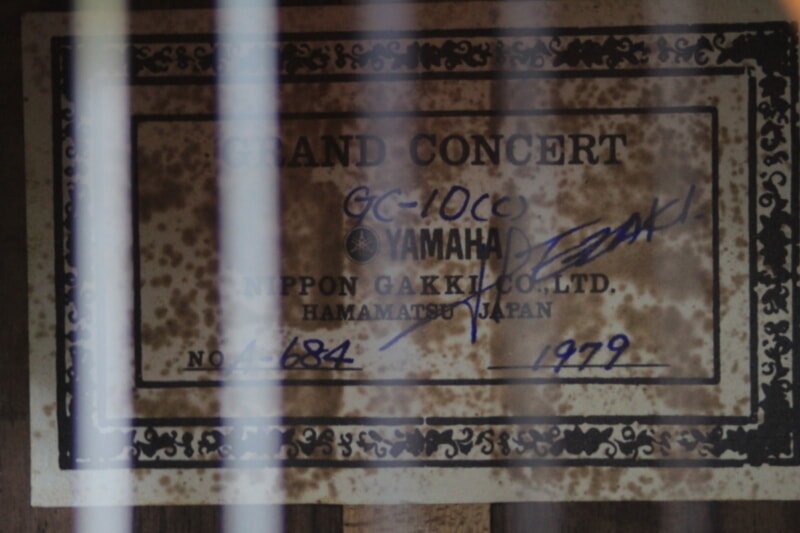 GRAND CONCERT
GC-10(C)
YAMAHA
NIPPON GAKKI CO.,LTD.
HAMAMATSU JAPAN
NO A-684 1979